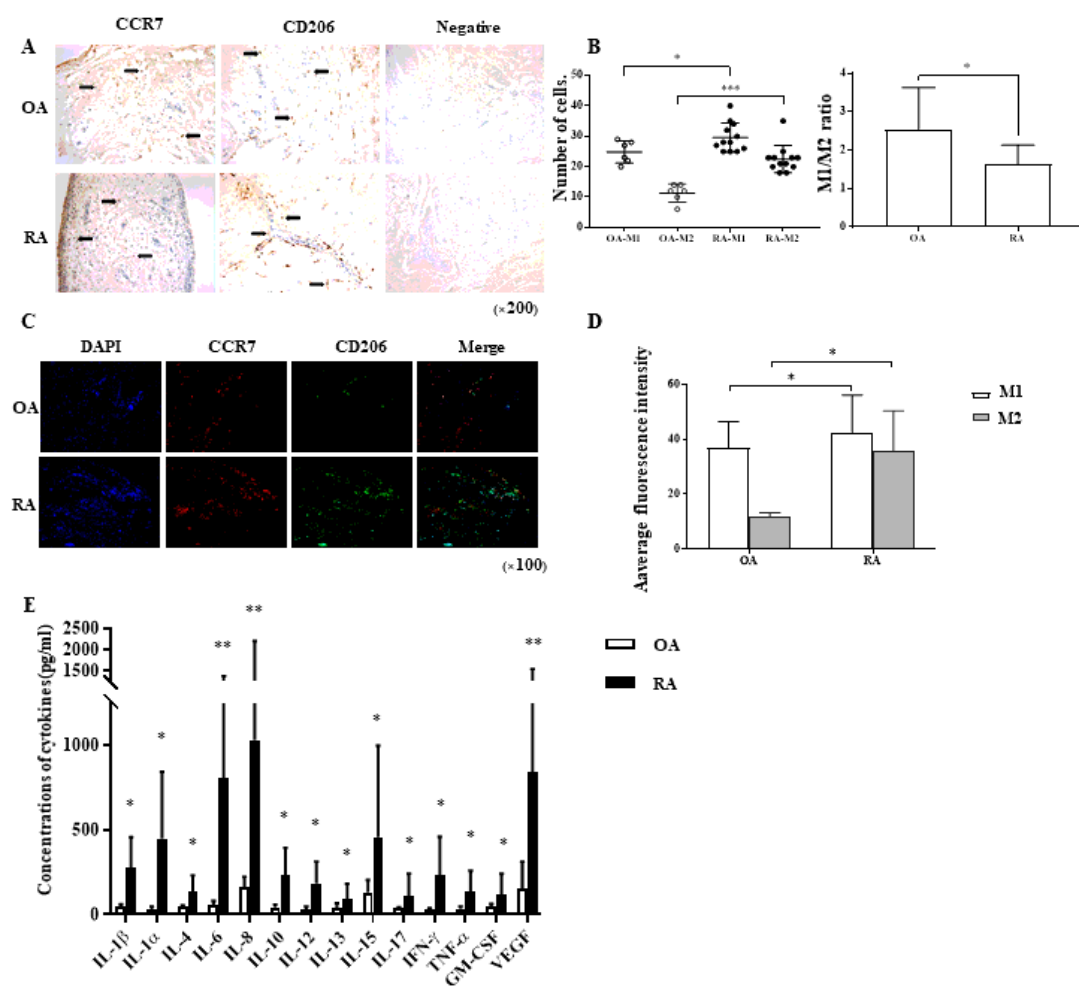 A
CCR7 CD206 Negative
OA
RA
(×200)
B
Number of cells.
50
40
30
20
10
0
OA-M1 OA-M2 RA-M1 RA-M2
*
***
M1/M2 ratio
4
3
2
1
0
OA RA
*
C
DAPI CCR7 CD206 Merge
OA
RA
(×100)
D
Aaverage fluorescence intensity
60
40
20
0
OA RA
*
*
M1
M2
E
Concentrations of cytokines(pg/ml)
2500
2000
1500
1000
500
0
* * * ** ** * * * * * * * * **
IL-1β IL-1α IL-4 IL-6 IL-8 IL-10 IL-12 IL-13 IL-15 IL-17 IFN-γ TNF-α GM-CSF VEGF
OA
RA